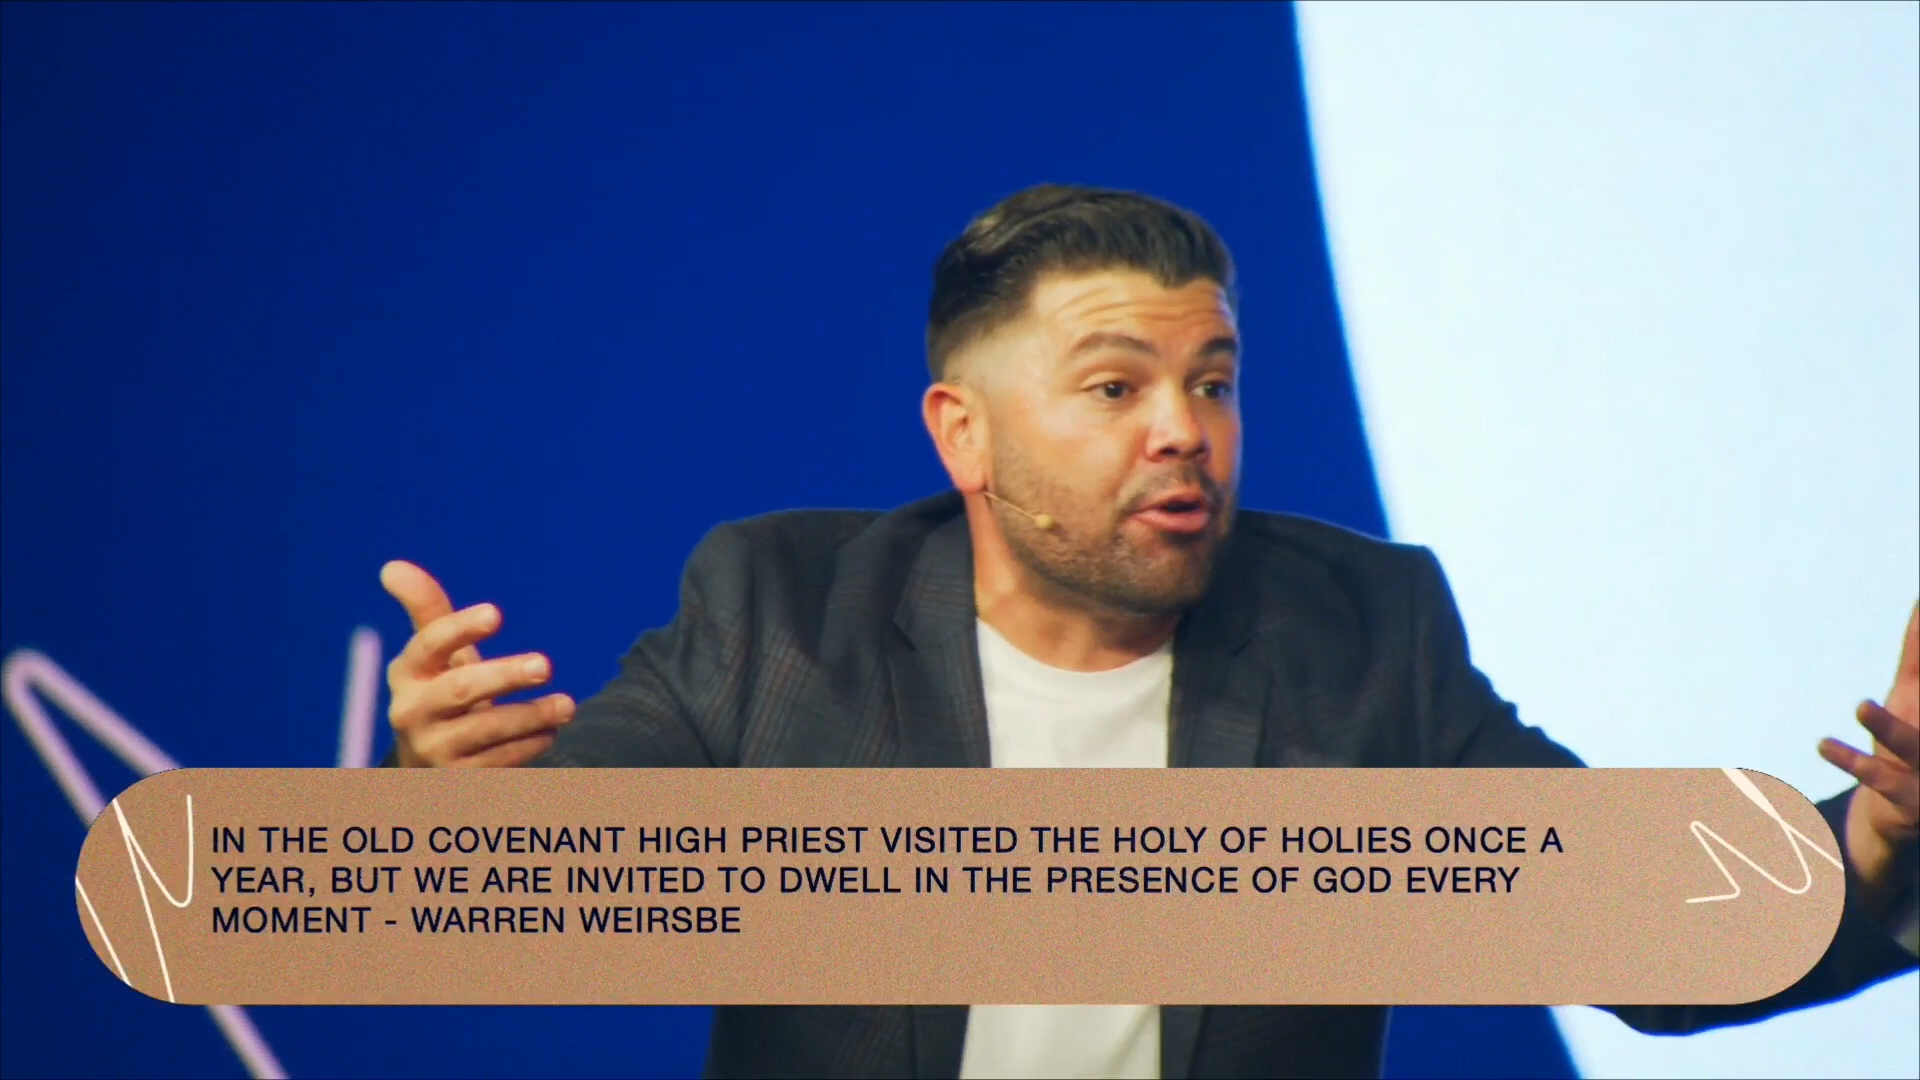 IN THE OLD COVENANT HIGH PRIEST VISITED THE HOLY OF HOLIES ONCE A
YEAR, BUT WE ARE INVITED TO DWELL IN THE PRESENCE OF GOD EVERY
MOMENT - WARREN WEIRSBE